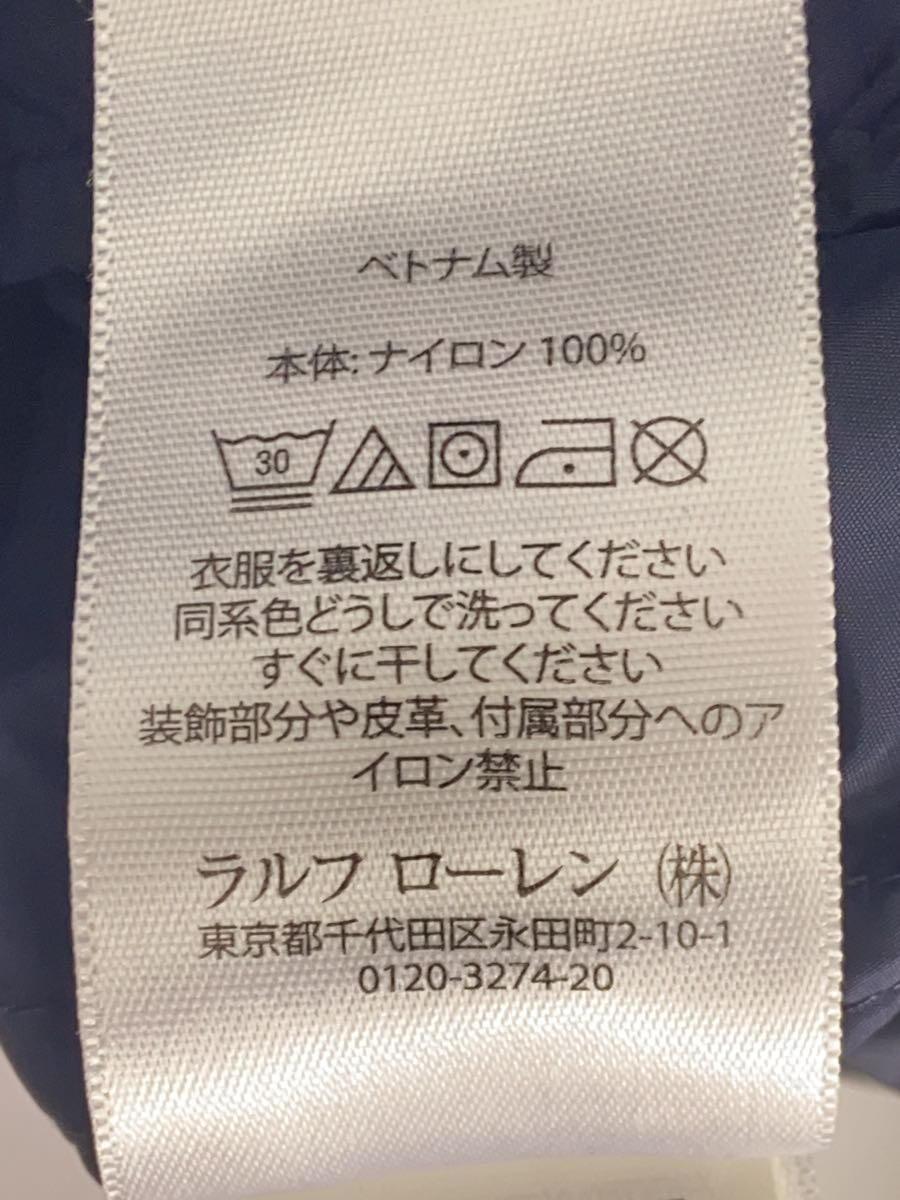 ベトナム製
本体: ナイロン 100%
30
衣服を裏返しにしてください
同系色どうしで洗ってください
すぐに干してください
装飾部分や皮革、付属部分へのア
イロン禁止
ラルフ ローレン (株)
東京都千代田区永田町2-10-1
0120-3274-20